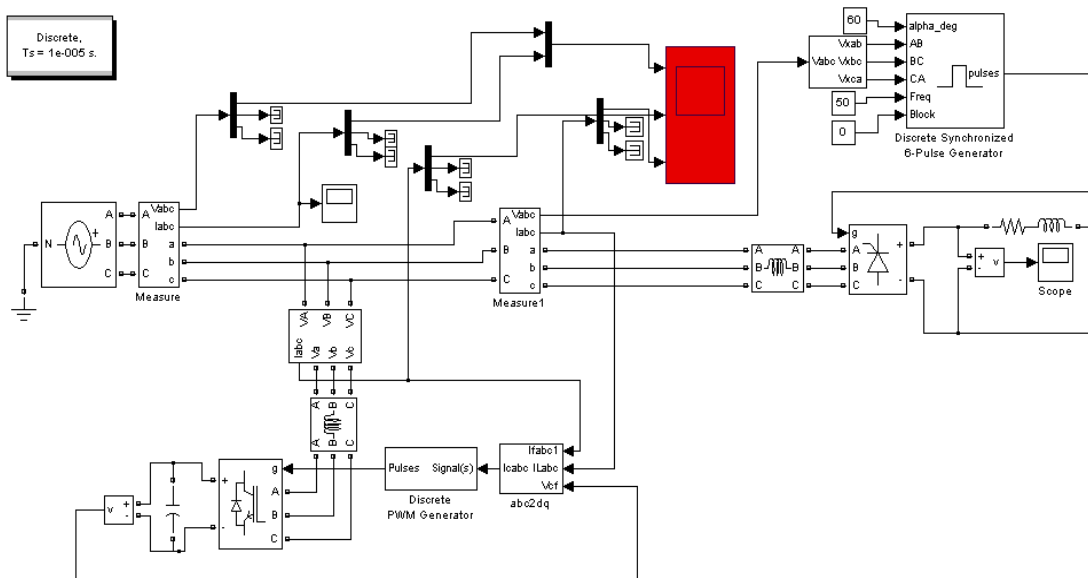 Discrete,
Ts = 1e-005 s.
60
alpha_deg
Vxab
AB
Vabc Vxbc
BC
Vxca
CA
pulses
50
Freq
0
Block
Discrete Synchronized
6-Pulse Generator
N
A
B
C
A
B
C
Vabc
Iabc
a
b
c
Measure
A
B
C
Vabc
Iabc
a
b
c
Measure1
A A
B B
C C
g
A
B
C
+
-
+
-
v
Scope
VA
VB
VC
Iabc
Va
Vb
Vc
A B C
A B C
g
A
B
C
+
-
v
+
-
Pulses Signal(s)
Discrete
PWM Generator
Ifabc1
Icabc ILabc
Vcf
abc2dq